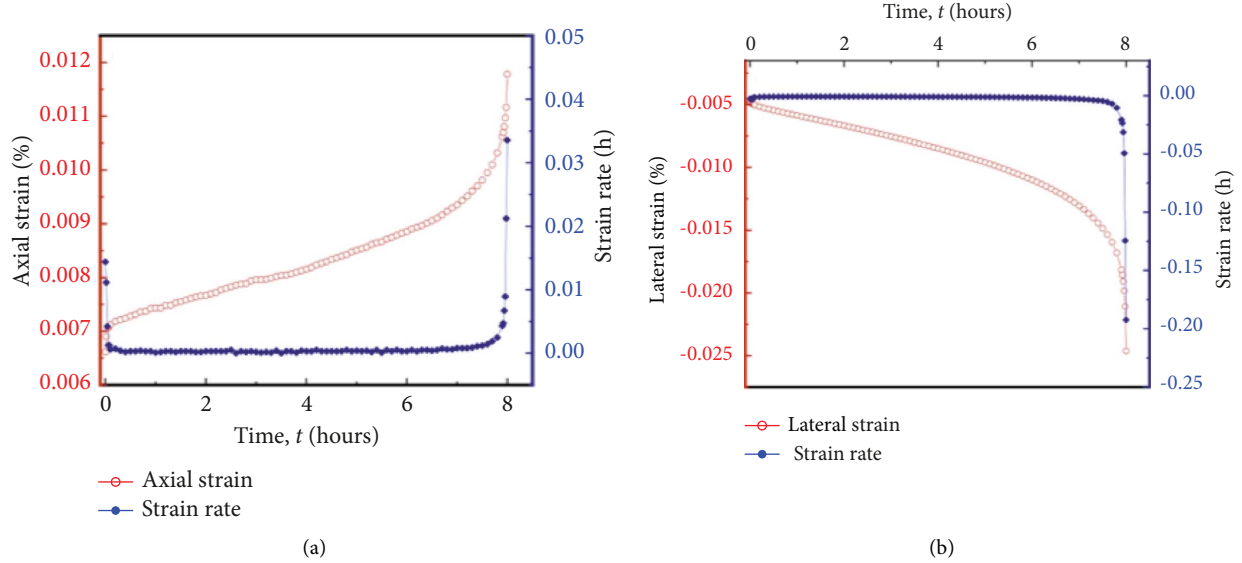 0.012
0.011
0.010
0.009
0.008
0.007
0.006
Axial strain (%)
0.05
0.04
0.03
0.02
0.01
0.00
Strain rate (h)
0 2 4 6 8
Time, t (hours)
Axial strain
Strain rate
(a)
Time, t (hours)
0 2 4 6 8
-0.005
-0.010
-0.015
-0.020
-0.025
Lateral strain (%)
0.00
-0.05
-0.10
-0.15
-0.20
-0.25
Strain rate (h)
Lateral strain
Strain rate
(b)